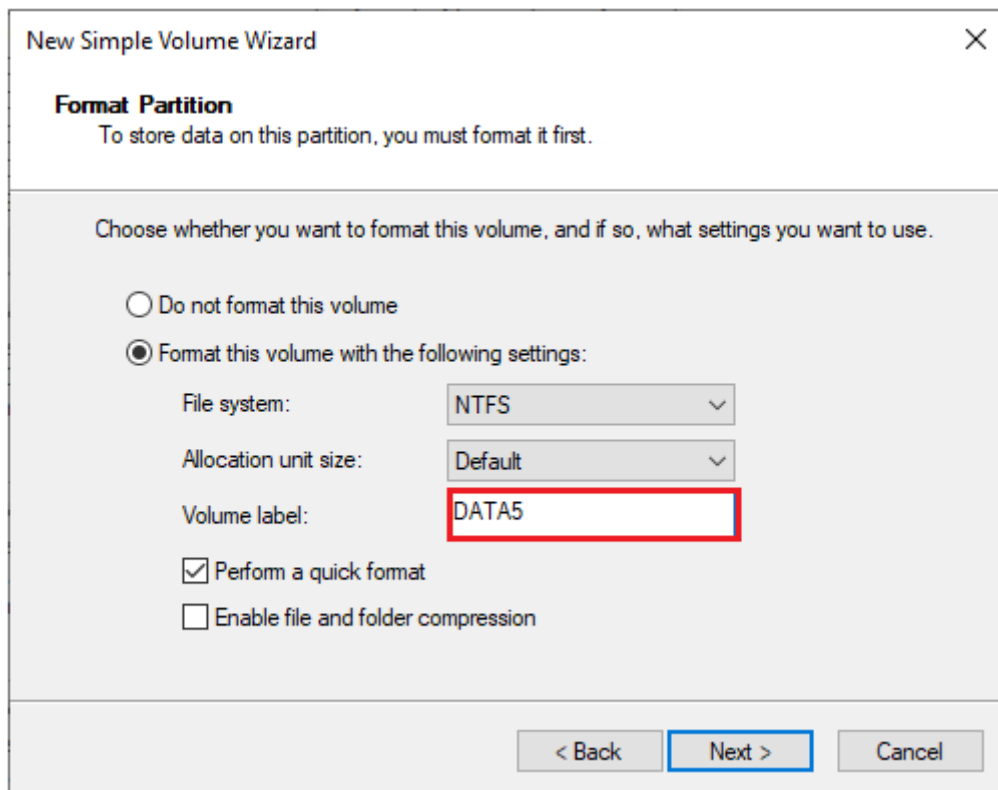 New Simple Volume Wizard
Format Partition
To store data on this partition, you must format it first.
Choose whether you want to format this volume, and if so, what settings you want to use.
Do not format this volume
Format this volume with the following settings:
File system: NTFS
Allocation unit size: Default
Volume label: DATA5
Perform a quick format
Enable file and folder compression
< Back Next > Cancel